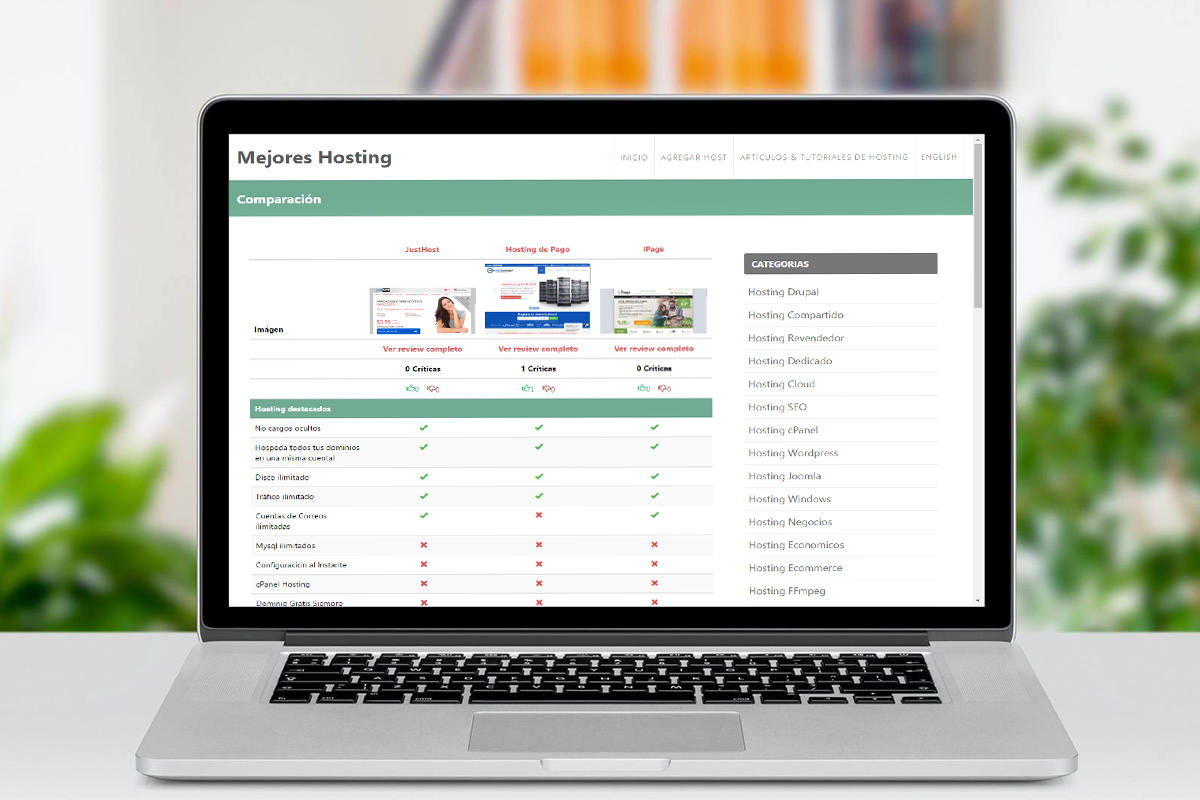 Mejores Hosting
INICIO
AGREGAR HOST
ARTÍCULOS & TUTORIALES DE HOSTING
ENGLISH
Comparación
JustHost
Hosting de Pago
iPage
Imágen
Ver review completo
Ver review completo
Ver review completo
0 Críticas
1 Críticas
0 Críticas
0
0
1
0
0
0
Hosting destacados
No cargos ocultos
Hospeda todos tus dominios
en una misma cuenta!
Disco ilimitado
Tráfico ilimitado
Cuentas de Correos
ilimitadas
Mysql ilimitados
Configuracion al Instante
cPanel Hosting
Dominio Gratis Siempre
CATEGORIAS
Hosting Drupal
Hosting Compartido
Hosting Revendedor
Hosting Dedicado
Hosting Cloud
Hosting SEO
Hosting cPanel
Hosting Wordpress
Hosting Joomla
Hosting Windows
Hosting Negocios
Hosting Economicos
Hosting Ecommerce
Hosting FFmpeg